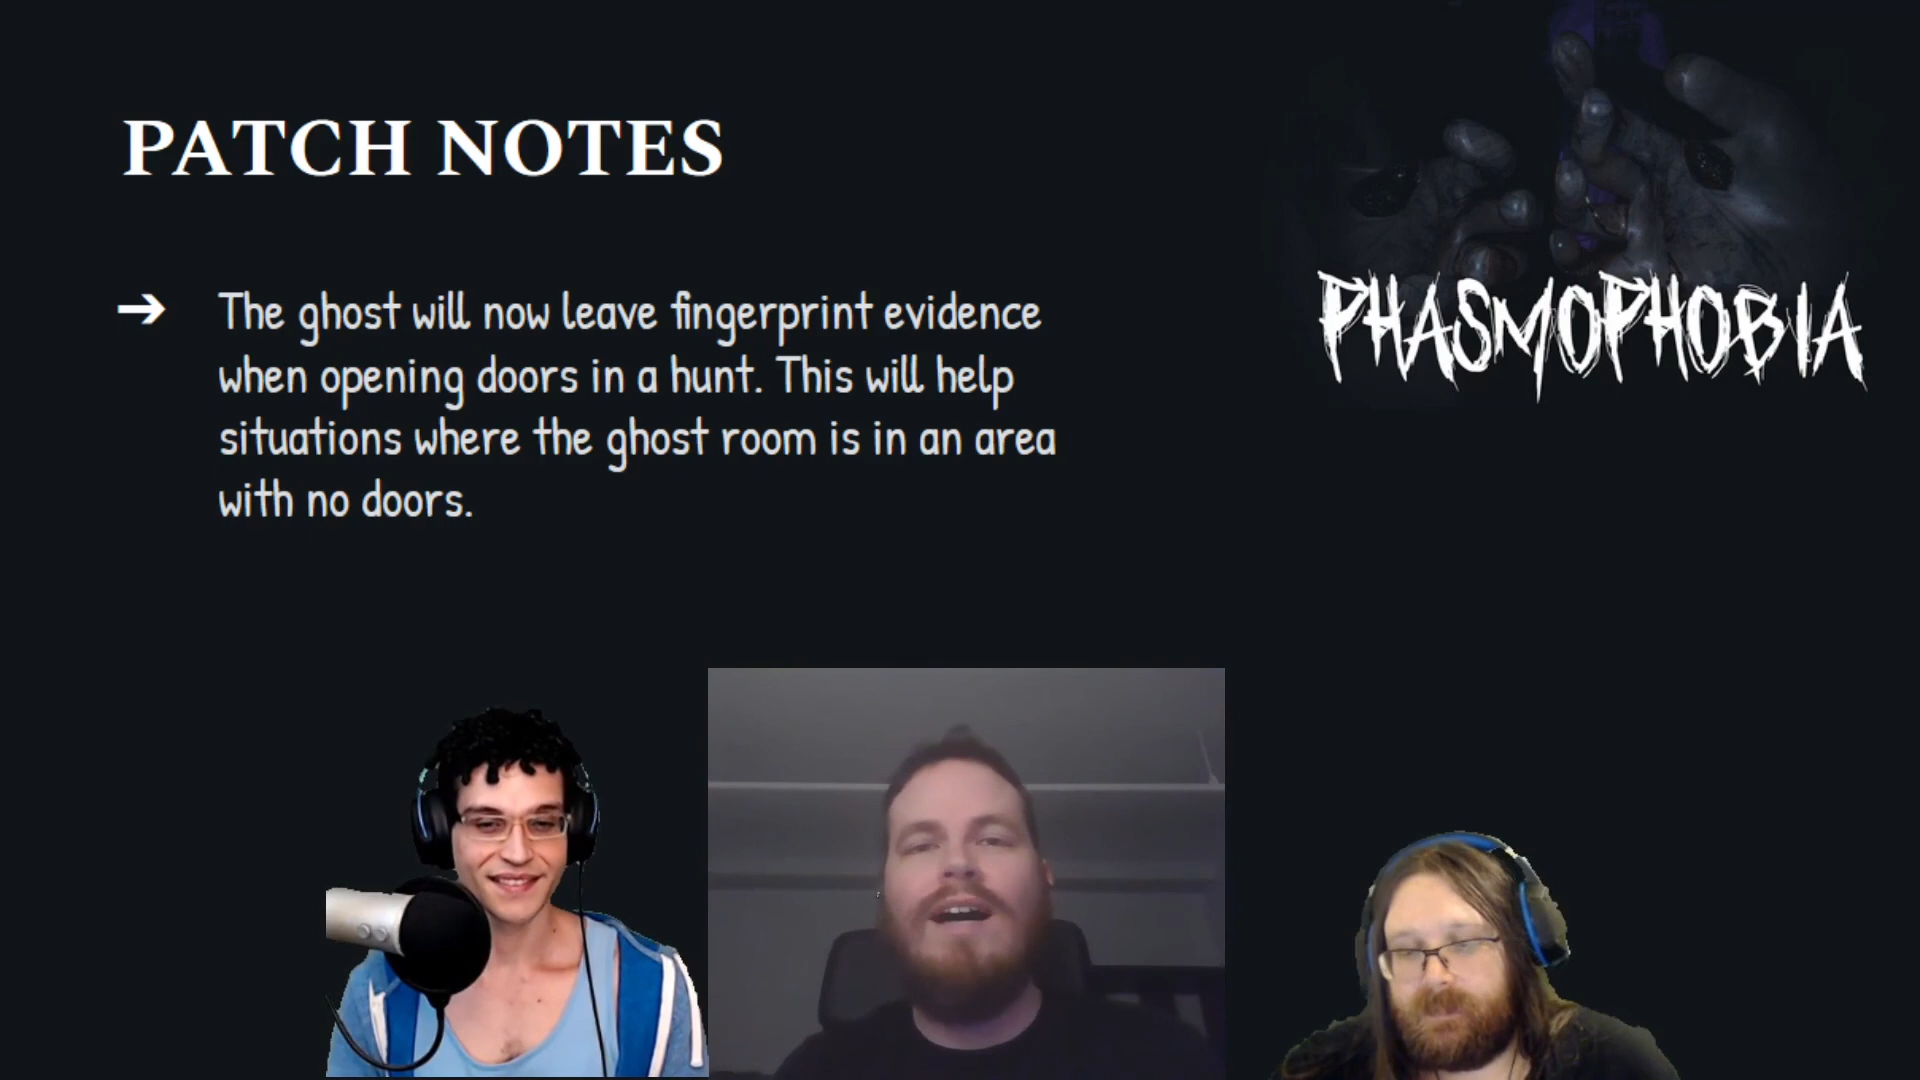 PATCH NOTES
➔ The ghost will now leave fingerprint evidence
when opening doors in a hunt. This will help
situations where the ghost room is in an area
with no doors.
PHASMOPHOBIA